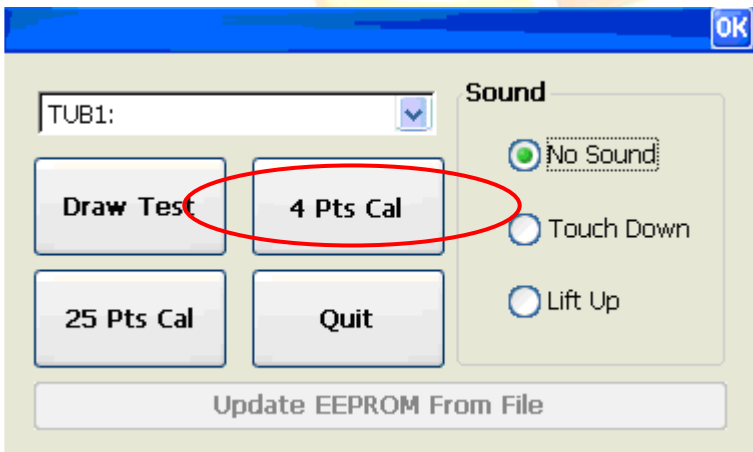 OK
TUB1:
Sound
No Sound
Draw Test
4 Pts Cal
Touch Down
25 Pts Cal
Quit
Lift Up
Update EEPROM From File